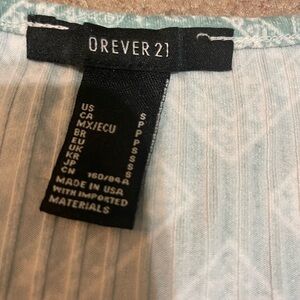 OREVER 21
US S
CA P
MX/ECU P
BR P
EU S
UK S
KR S
JP S
CN 160/84A
MADE IN USA
WITH IMPORTED
MATERIALS